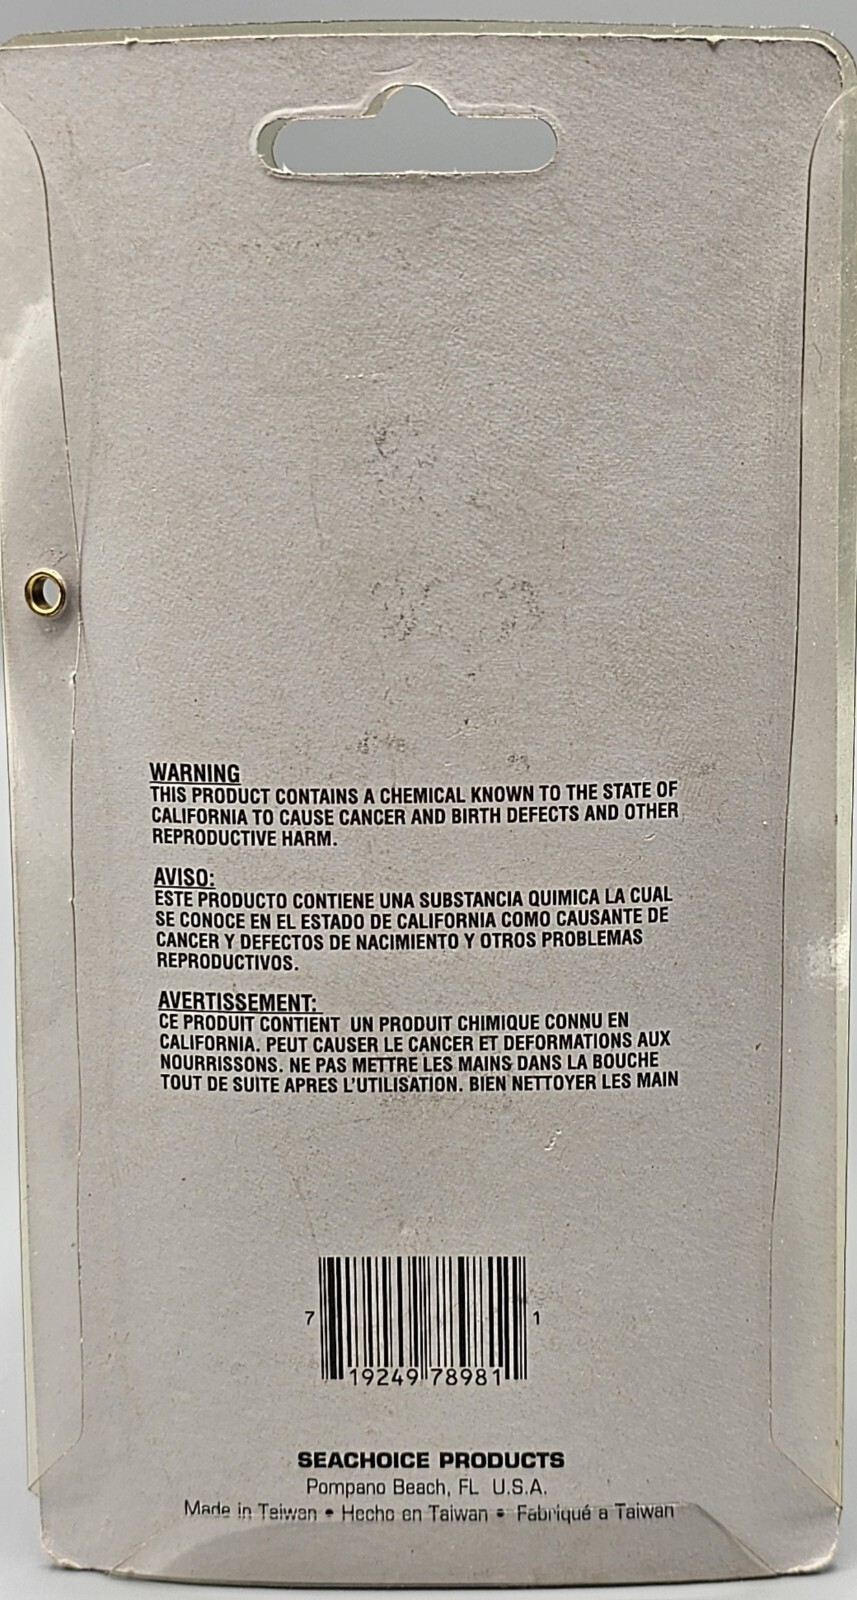 WARNING
THIS PRODUCT CONTAINS A CHEMICAL KNOWN TO THE STATE OF
CALIFORNIA TO CAUSE CANCER AND BIRTH DEFECTS AND OTHER
REPRODUCTIVE HARM.
AVISO:
ESTE PRODUCTO CONTIENE UNA SUBSTANCIA QUIMICA LA CUAL
SE CONOCE EN EL ESTADO DE CALIFORNIA COMO CAUSANTE DE
CANCER Y DEFECTOS DE NACIMIENTO Y OTROS PROBLEMAS
REPRODUCTIVOS.
AVERTISSEMENT:
CE PRODUIT CONTIENT UN PRODUIT CHIMIQUE CONNU EN
CALIFORNIA. PEUT CAUSER LE CANCER ET DEFORMATIONS AUX
NOURRISSONS. NE PAS METTRE LES MAINS DANS LA BOUCHE
TOUT DE SUITE APRES L'UTILISATION. BIEN NETTOYER LES MAIN
7 19249 78981 1
SEACHOICE PRODUCTS
Pompano Beach, FL U.S.A.
Made in Taiwan • Hecho en Taiwan • Fabriqué a Taiwan